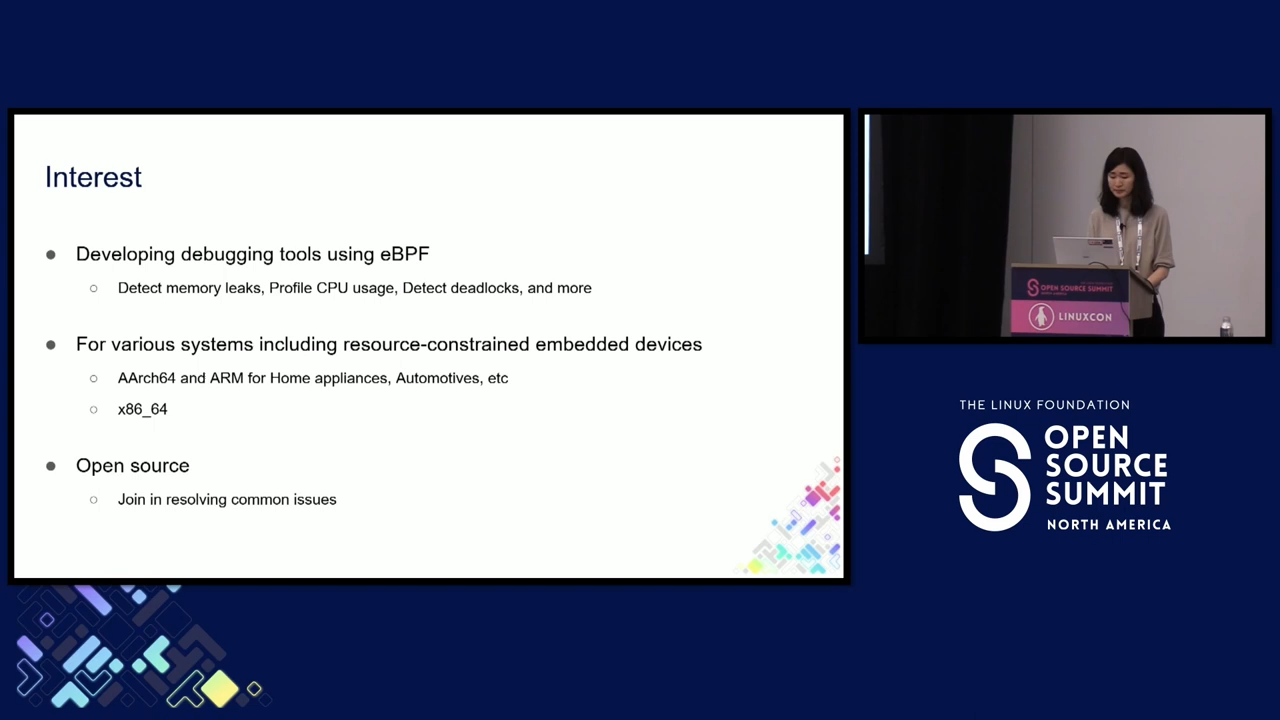 Interest
Developing debugging tools using eBPF
Detect memory leaks, Profile CPU usage, Detect deadlocks, and more
For various systems including resource-constrained embedded devices
AArch64 and ARM for Home appliances, Automotives, etc
x86_64
Open source
Join in resolving common issues
OPEN SOURCE SUMMIT
LINUXCON
THE LINUX FOUNDATION
OPEN
SOURCE
SUMMIT
NORTH AMERICA